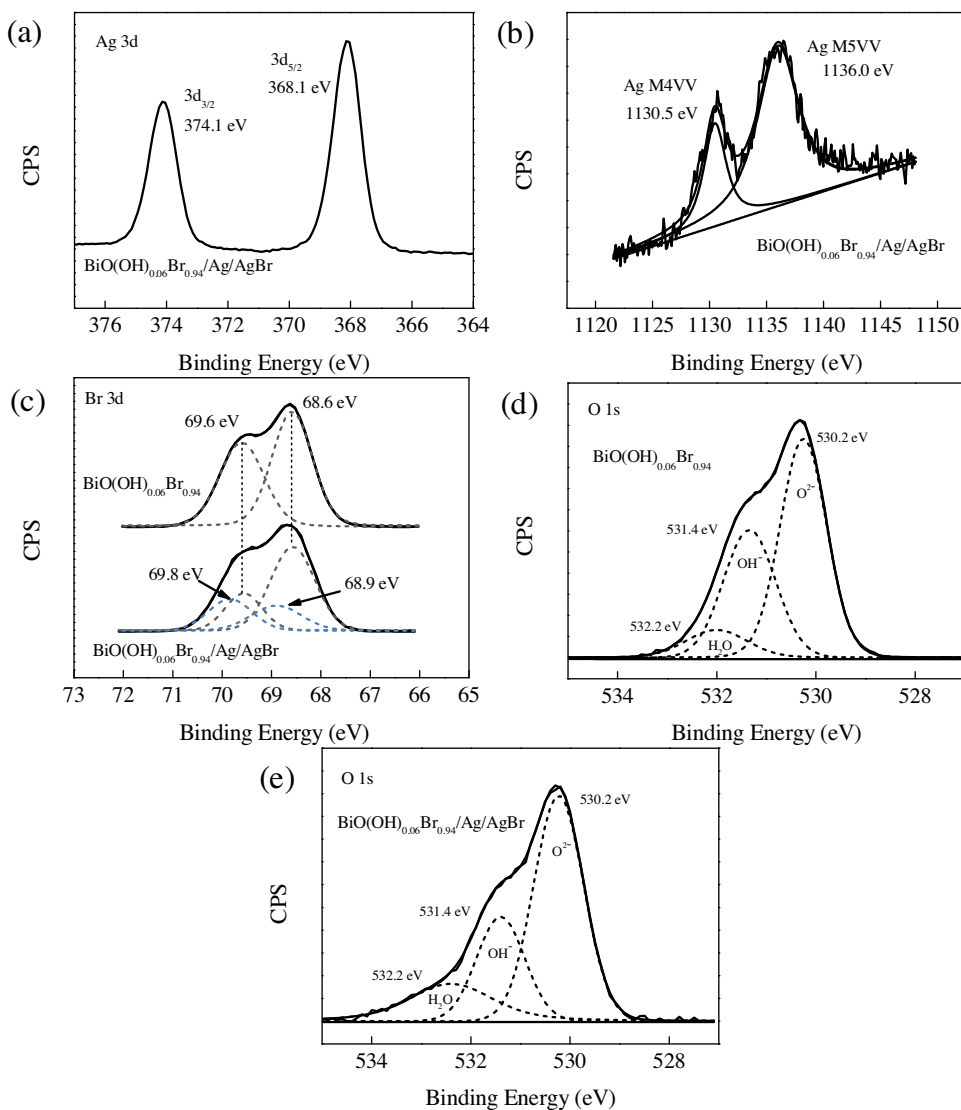 (a)
Ag 3d
3d5/2
368.1 eV
3d3/2
374.1 eV
CPS
BiO(OH)0.06Br0.94/Ag/AgBr
376 374 372 370 368 366 364
Binding Energy (eV)
(b)
Ag M5VV
1136.0 eV
Ag M4VV
1130.5 eV
CPS
BiO(OH)0.06Br0.94/Ag/AgBr
1120 1125 1130 1135 1140 1145 1150
Binding Energy (eV)
(c)
Br 3d
69.6 eV
68.6 eV
BiO(OH)0.06Br0.94
CPS
69.8 eV
68.9 eV
BiO(OH)0.06Br0.94/Ag/AgBr
73 72 71 70 69 68 67 66 65
Binding Energy (eV)
(d)
O 1s
530.2 eV
BiO(OH)0.06Br0.94
O2−
531.4 eV
OH−
CPS
532.2 eV
H2O
534 532 530 528
Binding Energy (eV)
(e)
O 1s
530.2 eV
BiO(OH)0.06Br0.94/Ag/AgBr
O2−
CPS
531.4 eV
OH−
532.2 eV
H2O
534 532 530 528
Binding Energy (eV)